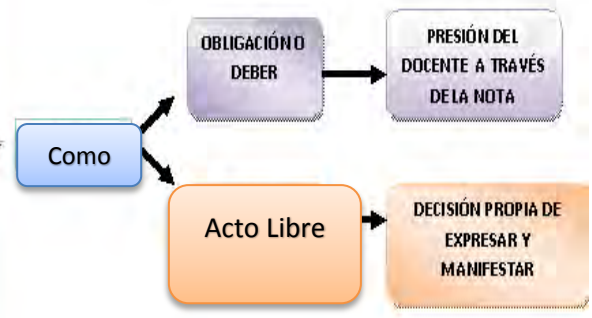 OBLIGACIÓN O
DEBER
PRESIÓN DEL
DOCENTE A TRAVÉS
DE LA NOTA
Como
Acto Libre
DECISIÓN PROPIA DE
EXPRESAR Y
MANIFESTAR